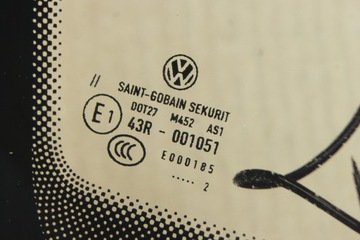 //
SAINT-GOBAIN SEKURIT
DOT27 M452 AS1
E1 43R - 001051
CCC E000185
..... 2